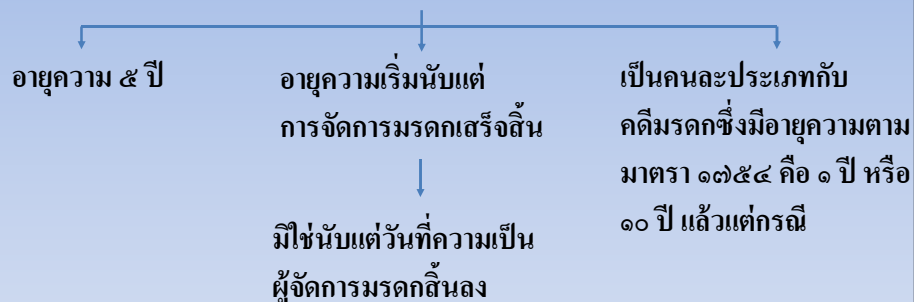 อายุความ ๕ ปี
อายุความเริ่มนับแต่
การจัดการมรดกเสร็จสิ้น
มิใช่นับแต่วันที่ความเป็น
ผู้จัดการมรดกสิ้นลง
เป็นคนละประเภทกับ
คดีมรดกซึ่งมีอายุความตาม
มาตรา ๑๗๕๔ คือ ๑ ปี หรือ
๑๐ ปี แล้วแต่กรณี